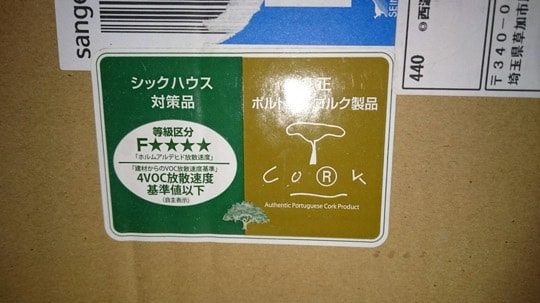 sang
SEIN
440
〒340-0
埼玉県草加市
シックハウス
対策品
等級区分
F★★★★
「ホルムアルデヒド放散速度」
「建材からのVOC放散速度基準」
4VOC放散速度
基準値以下
(自主表示)
正
ポルト コルク製品
CORK
Authentic Portuguese Cork Product